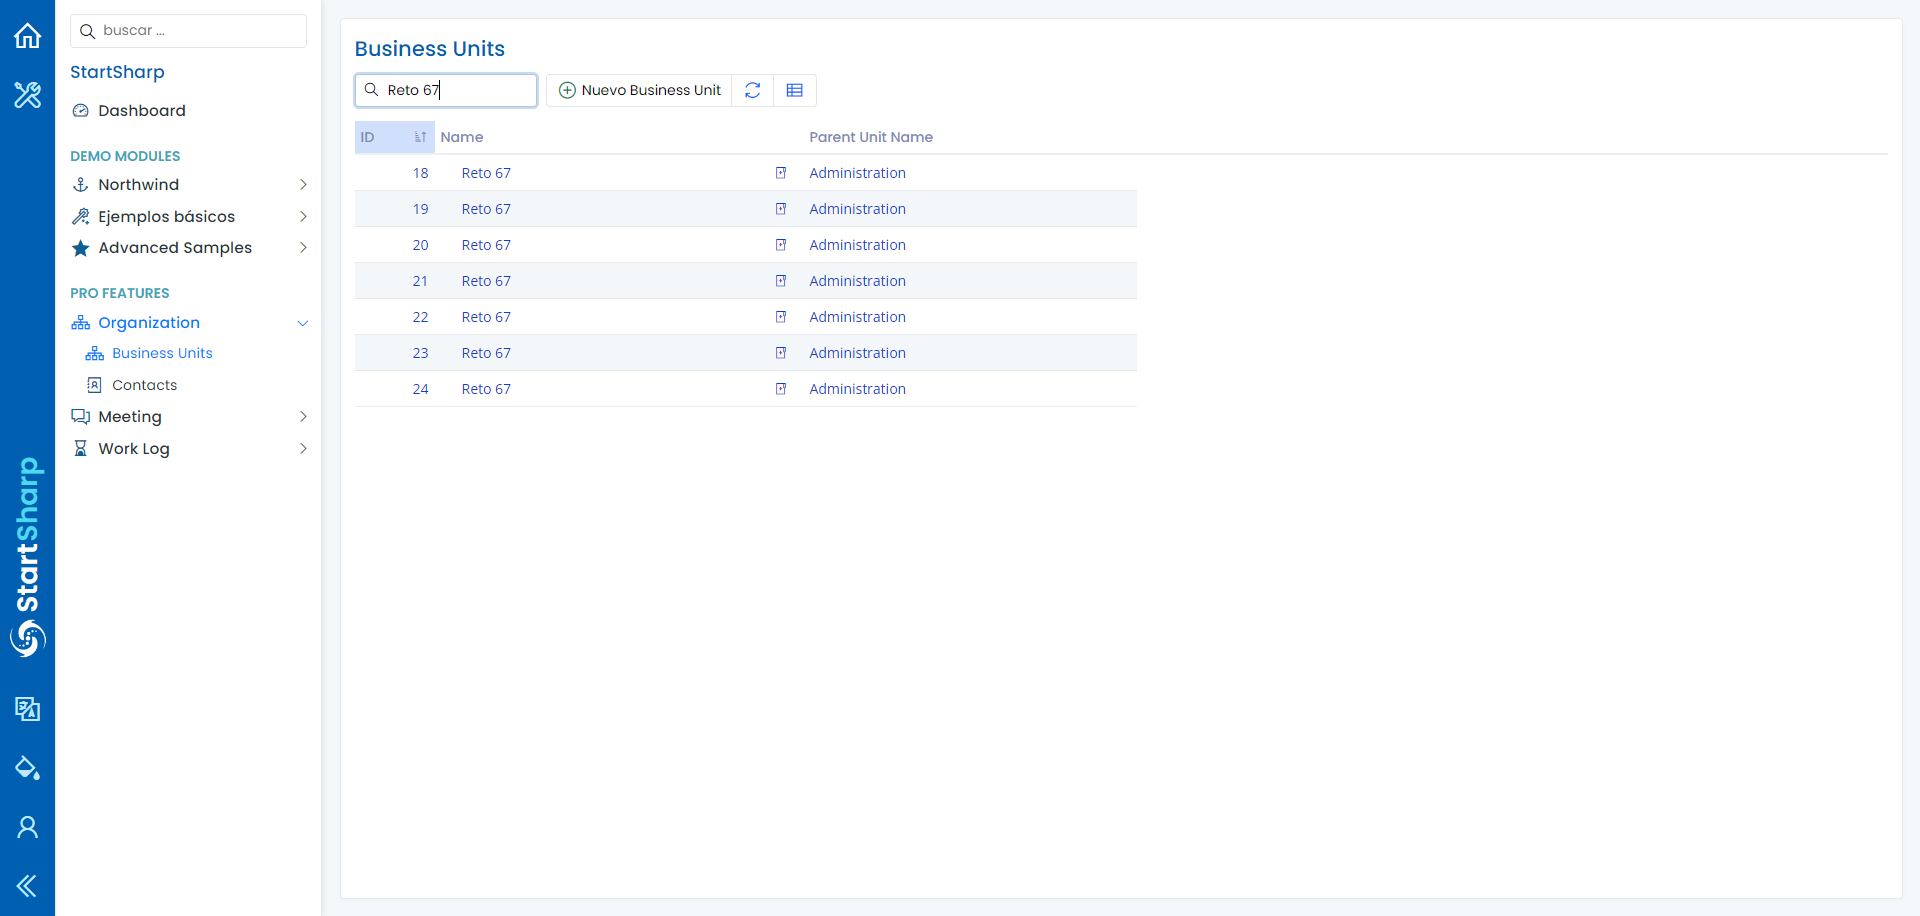 buscar ...
StartSharp
Dashboard
DEMO MODULES
Northwind
Ejemplos básicos
Advanced Samples
PRO FEATURES
Organization
Business Units
Contacts
Meeting
Work Log
StartSharp
Business Units
Reto 67
Nuevo Business Unit
ID Name Parent Unit Name
18 Reto 67 Administration
19 Reto 67 Administration
20 Reto 67 Administration
21 Reto 67 Administration
22 Reto 67 Administration
23 Reto 67 Administration
24 Reto 67 Administration